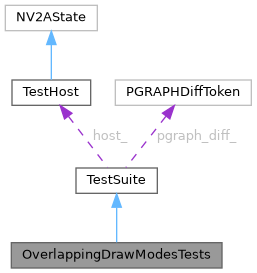 NV2AState
TestHost
PGRAPHDiffToken
host_
pgraph_diff_
TestSuite
OverlappingDrawModesTests